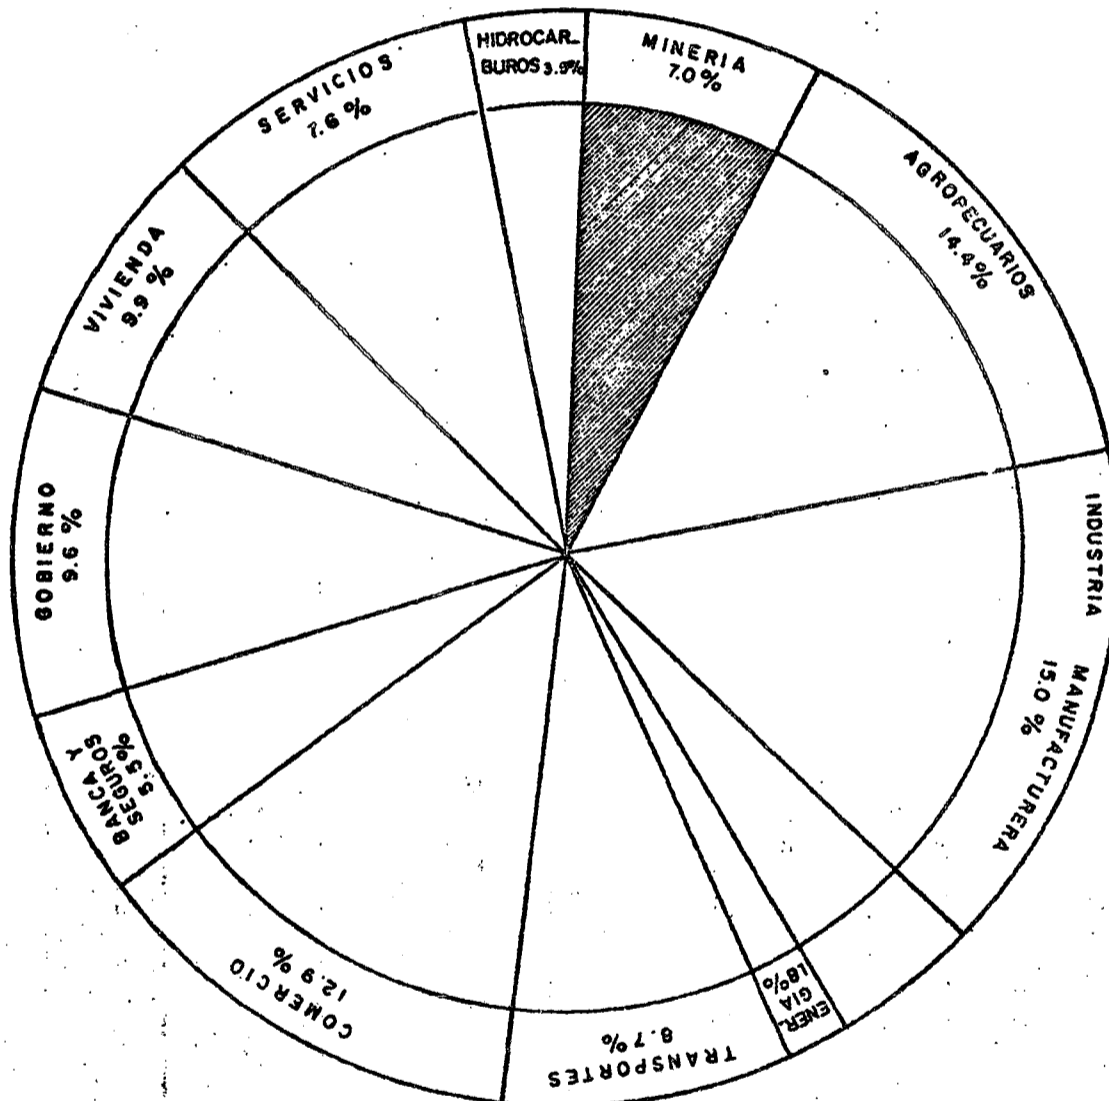 HIDROCAR-
BUROS 3.9%
MINERIA
7.0%
AGROPECUARIOS
14.4%
INDUSTRIA MANUFACTURERA
15.0 %
ENER-
GIA
1.8%
TRANSPORTES
8.7%
COMERCIO
12.9 %
BANCA Y
SEGUROS
5.5%
GOBIERNO
9.6 %
VIVIENDA
9.9 %
SERVICIOS
7.6 %